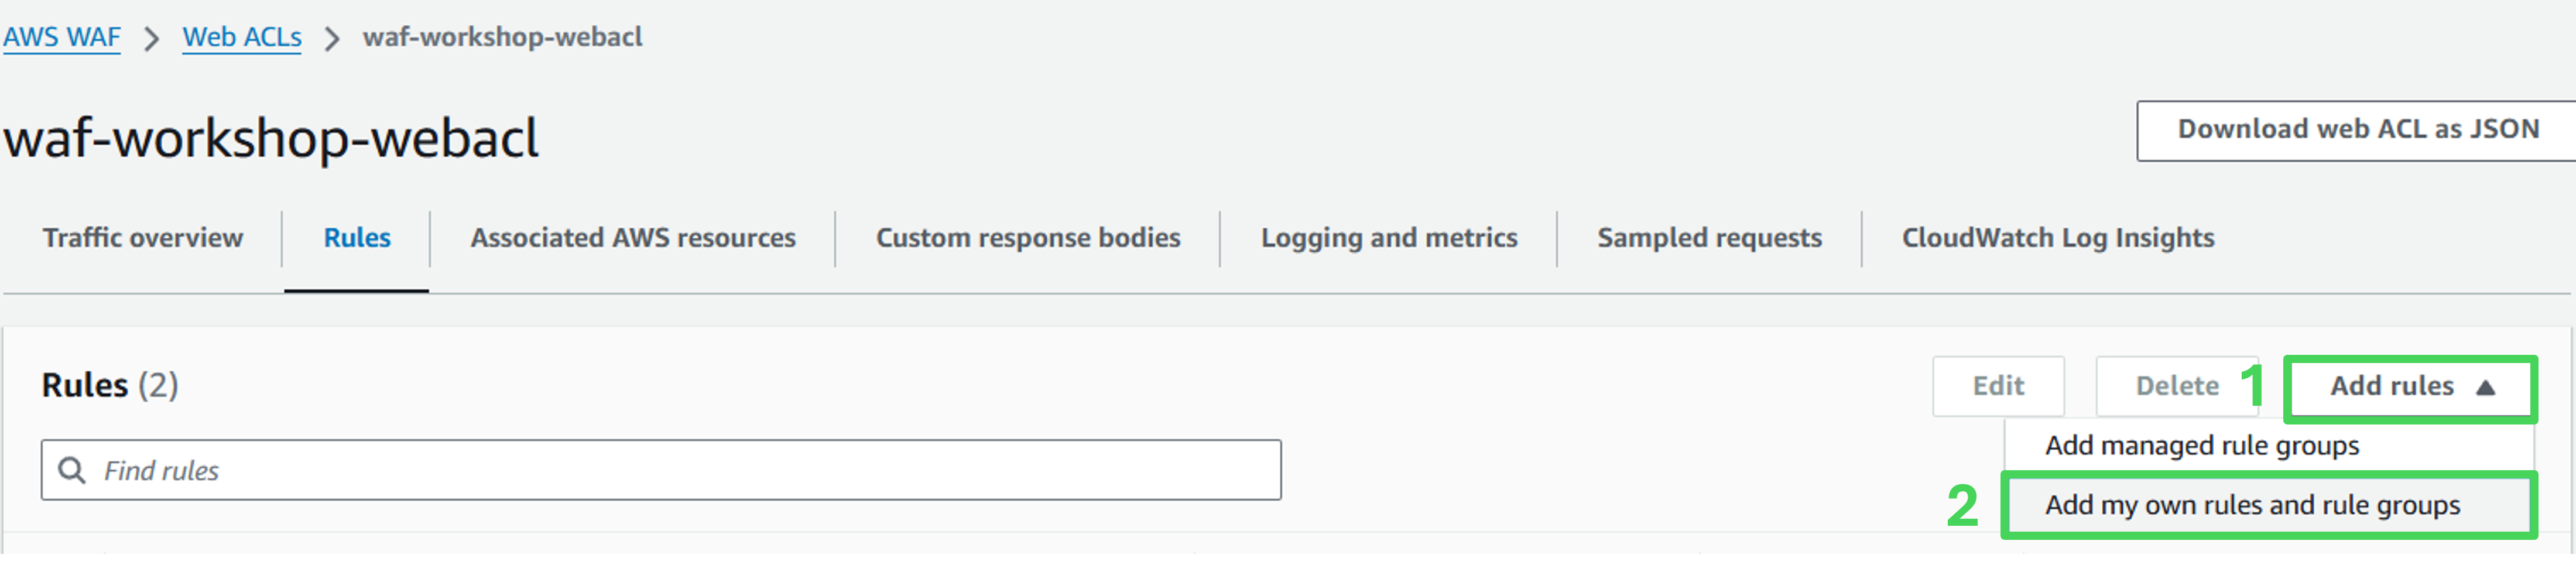 AWS WAF > Web ACLs > waf-workshop-webacl
waf-workshop-webacl
Download web ACL as JSON
Traffic overview
Rules
Associated AWS resources
Custom response bodies
Logging and metrics
Sampled requests
CloudWatch Log Insights
Rules (2)
Edit
Delete
1
Add rules
Find rules
Add managed rule groups
2
Add my own rules and rule groups